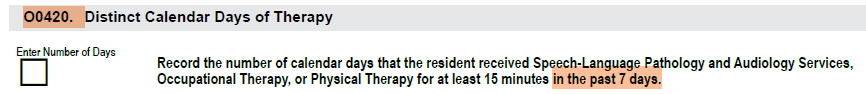 O0420. Distinct Calendar Days of Therapy
Enter Number of Days
Record the number of calendar days that the resident received Speech-Language Pathology and Audiology Services,
Occupational Therapy, or Physical Therapy for at least 15 minutes in the past 7 days.